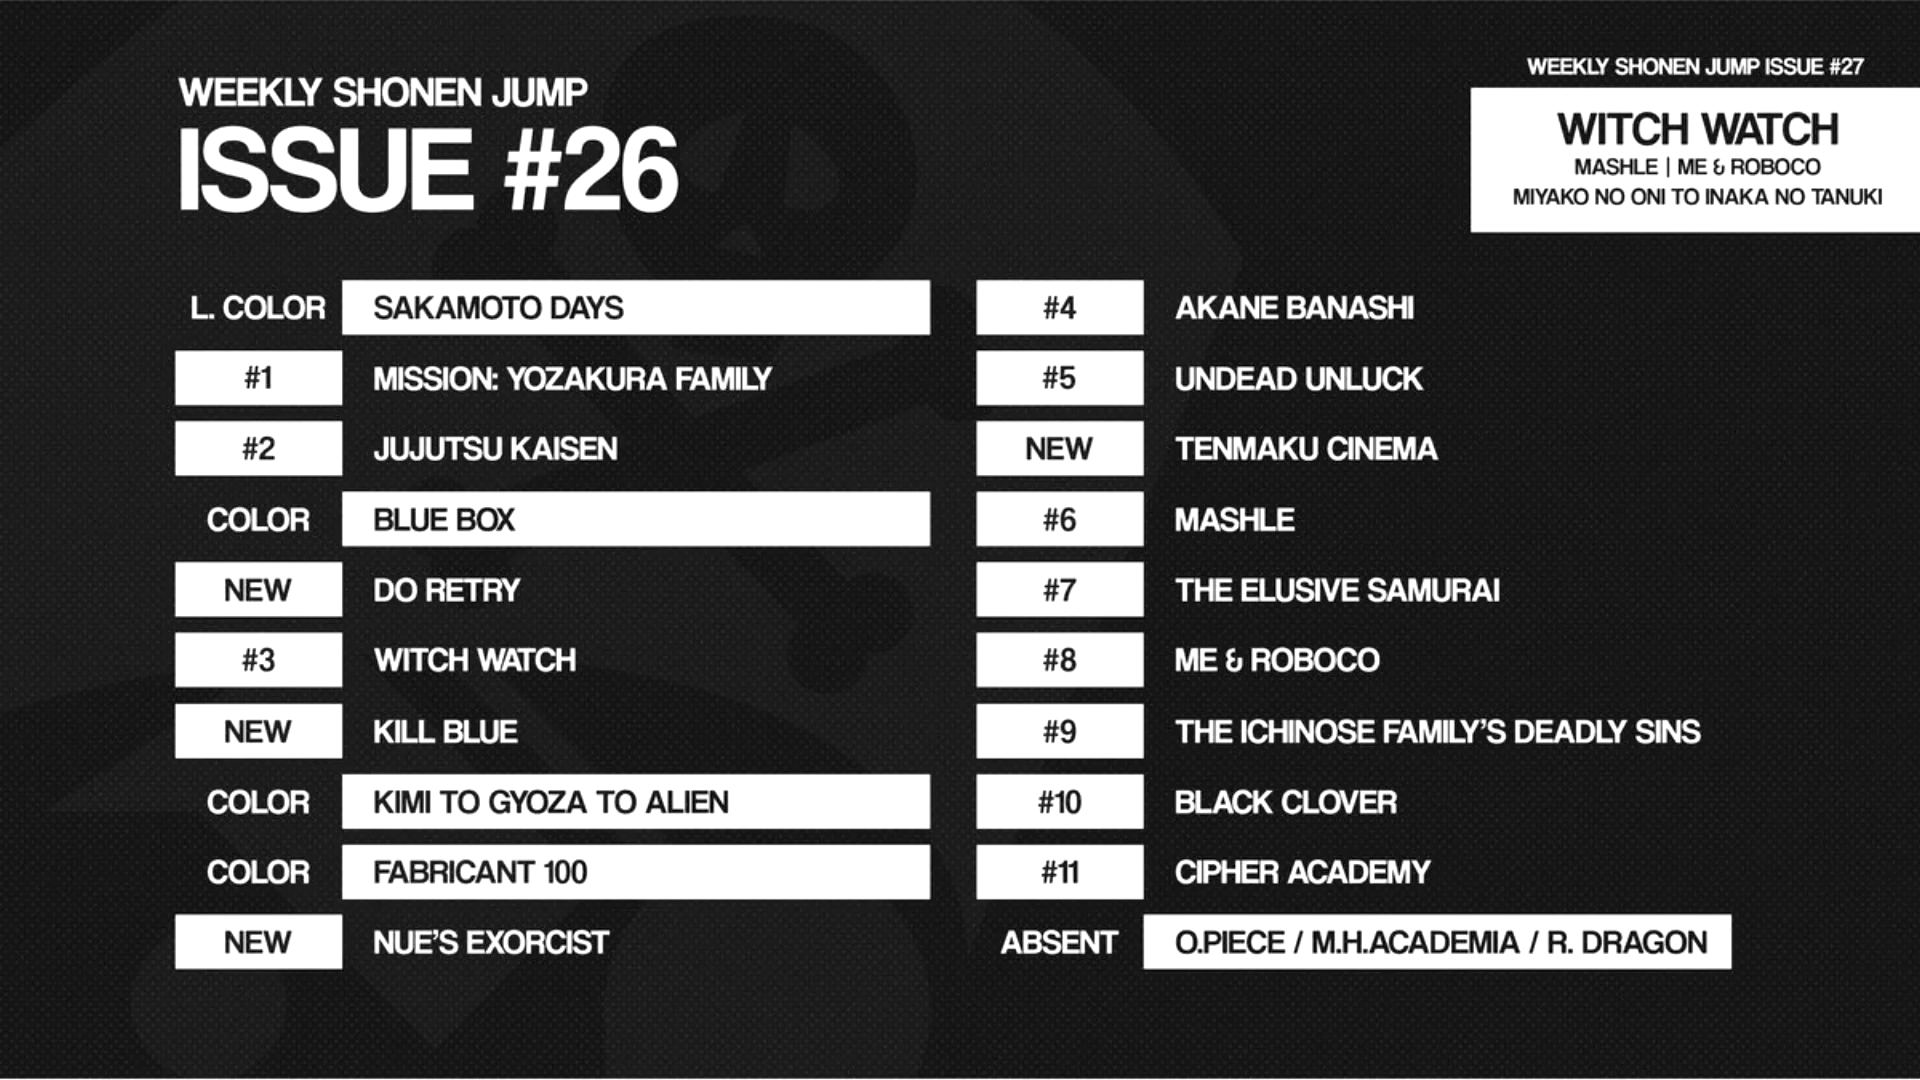 WEEKLY SHONEN JUMP
ISSUE #26
WEEKLY SHONEN JUMP ISSUE #27
WITCH WATCH
MASHLE | ME & ROBOCO
MIYAKO NO ONI TO INAKA NO TANUKI
L. COLOR SAKAMOTO DAYS
#1 MISSION: YOZAKURA FAMILY
#2 JUJUTSU KAISEN
COLOR BLUE BOX
NEW DO RETRY
#3 WITCH WATCH
NEW KILL BLUE
COLOR KIMI TO GYOZA TO ALIEN
COLOR FABRICANT 100
NEW NUE’S EXORCIST
#4 AKANE BANASHI
#5 UNDEAD UNLUCK
NEW TENMAKU CINEMA
#6 MASHLE
#7 THE ELUSIVE SAMURAI
#8 ME & ROBOCO
#9 THE ICHINOSE FAMILY’S DEADLY SINS
#10 BLACK CLOVER
#11 CIPHER ACADEMY
ABSENT O.PIECE / M.H.ACADEMIA / R. DRAGON